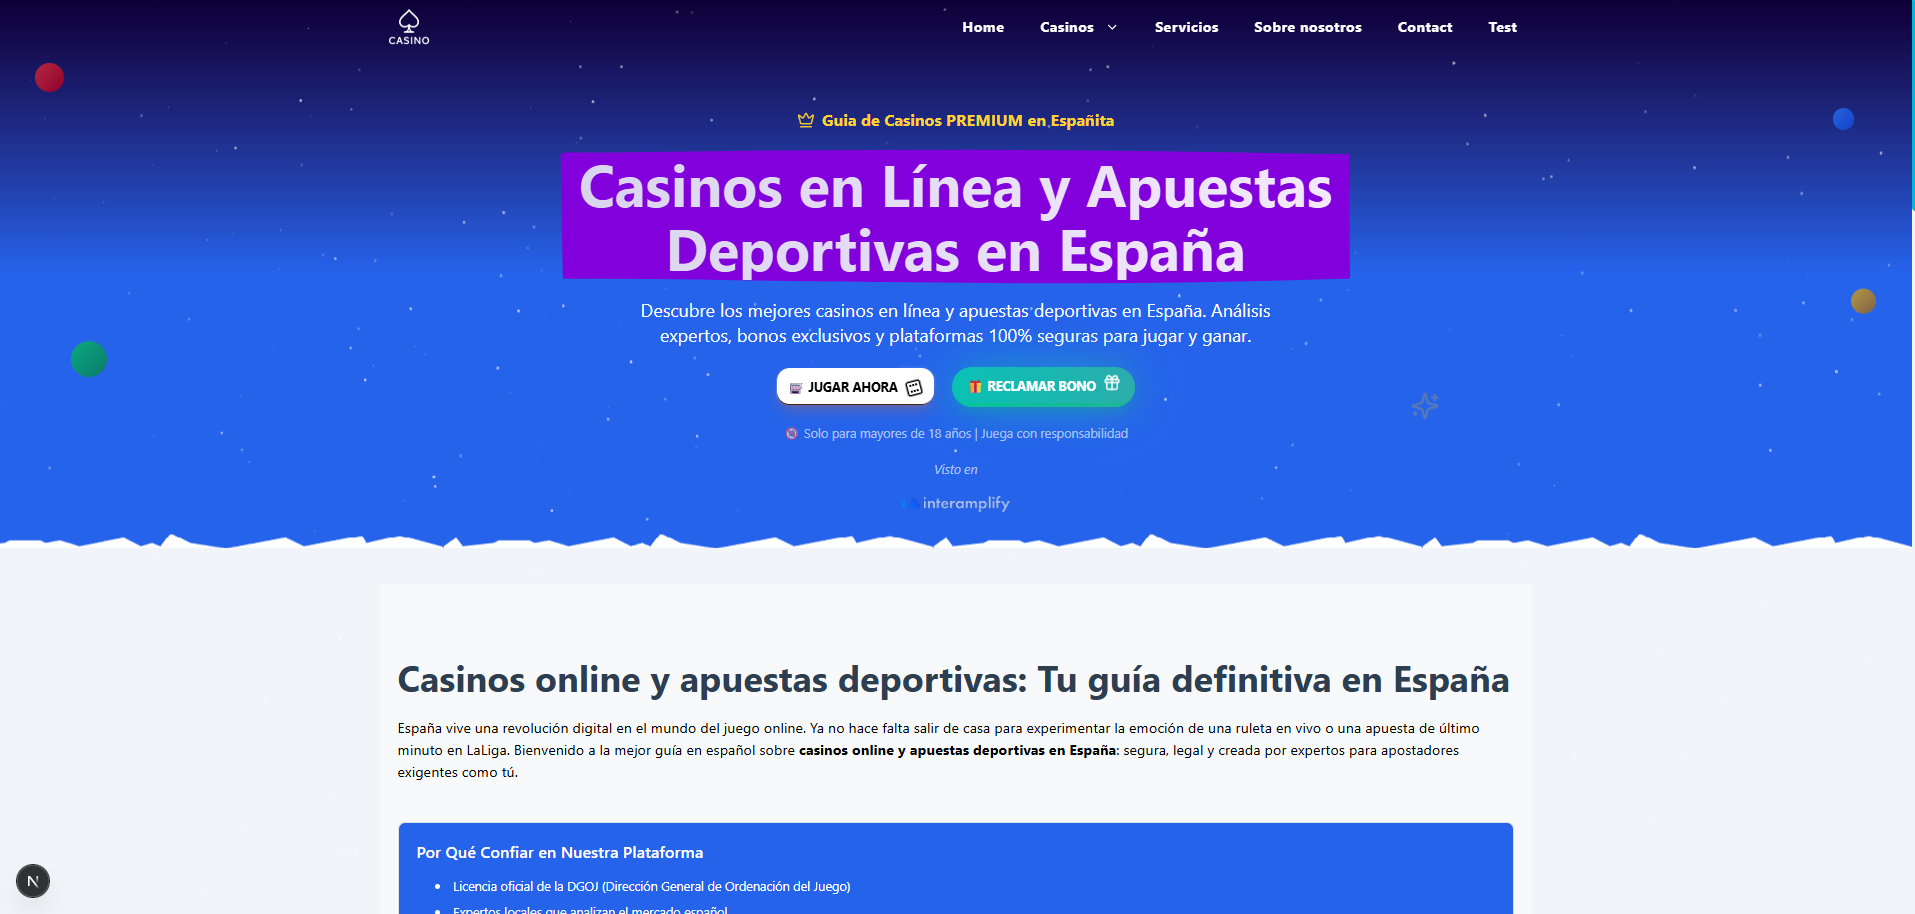 CASINO
Home Casinos Servicios Sobre nosotros Contact Test
Guia de Casinos PREMIUM en Españita
Casinos en Línea y Apuestas
Deportivas en España
Descubre los mejores casinos en línea y apuestas deportivas en España. Análisis
expertos, bonos exclusivos y plataformas 100% seguras para jugar y ganar.
🎰 JUGAR AHORA
🎁 RECLAMAR BONO
🔞 Solo para mayores de 18 años | Juega con responsabilidad
Visto en
interamplify
Casinos online y apuestas deportivas: Tu guía definitiva en España
España vive una revolución digital en el mundo del juego online. Ya no hace falta salir de casa para experimentar la emoción de una ruleta en vivo o una apuesta de último
minuto en LaLiga. Bienvenido a la mejor guía en español sobre casinos online y apuestas deportivas en España: segura, legal y creada por expertos para apostadores
exigentes como tú.
Por Qué Confiar en Nuestra Plataforma
• Licencia oficial de la DGOJ (Dirección General de Ordenación del Juego)
• Expertos locales que analizan el mercado español
N